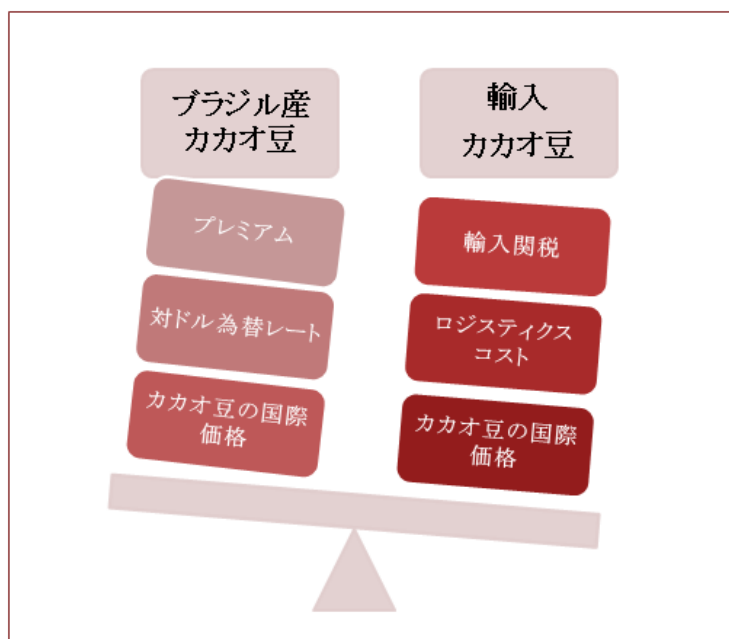 ブラジル産
カカオ豆
輸入
カカオ豆
プレミアム
対ドル為替レート
カカオ豆の国際
価格
輸入関税
ロジスティクス
コスト
カカオ豆の国際
価格